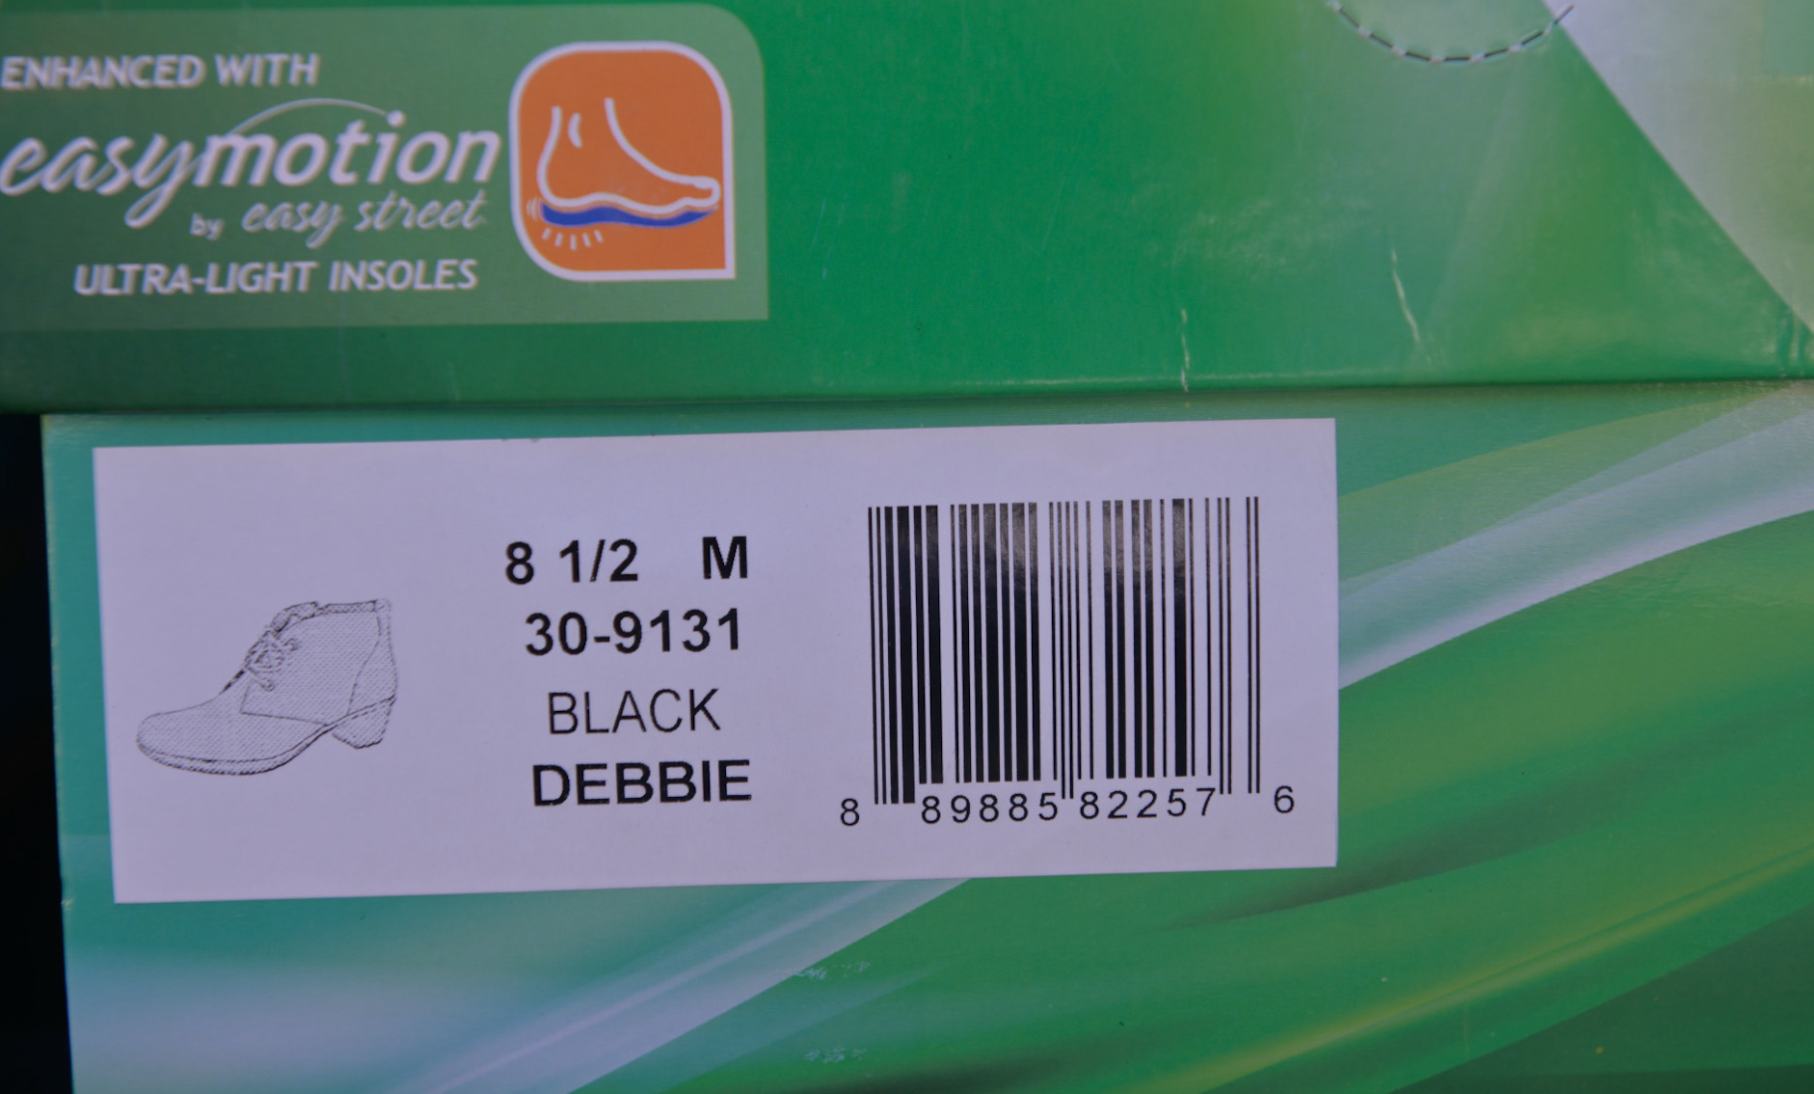 ENHANCED WITH
easymotion
by easy street
ULTRA-LIGHT INSOLES
8 1/2 M
30-9131
BLACK
DEBBIE
8 89885 82257 6